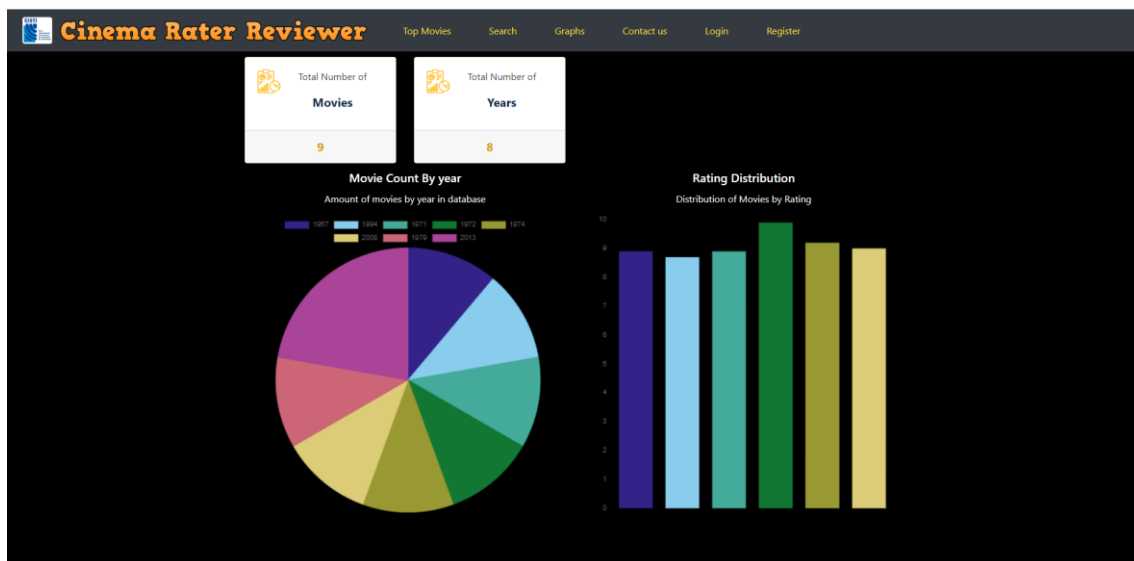 EISTI
Cinema Rater Reviewer
Top Movies
Search
Graphs
Contact us
Login
Register
Total Number of
Movies
9
Total Number of
Years
8
Movie Count By year
Amount of movies by year in database
1957 1994 1971 1972 1974
2008 1979 2013
Rating Distribution
Distribution of Movies by Rating
10
9
8
7
6
5
4
3
2
1
0